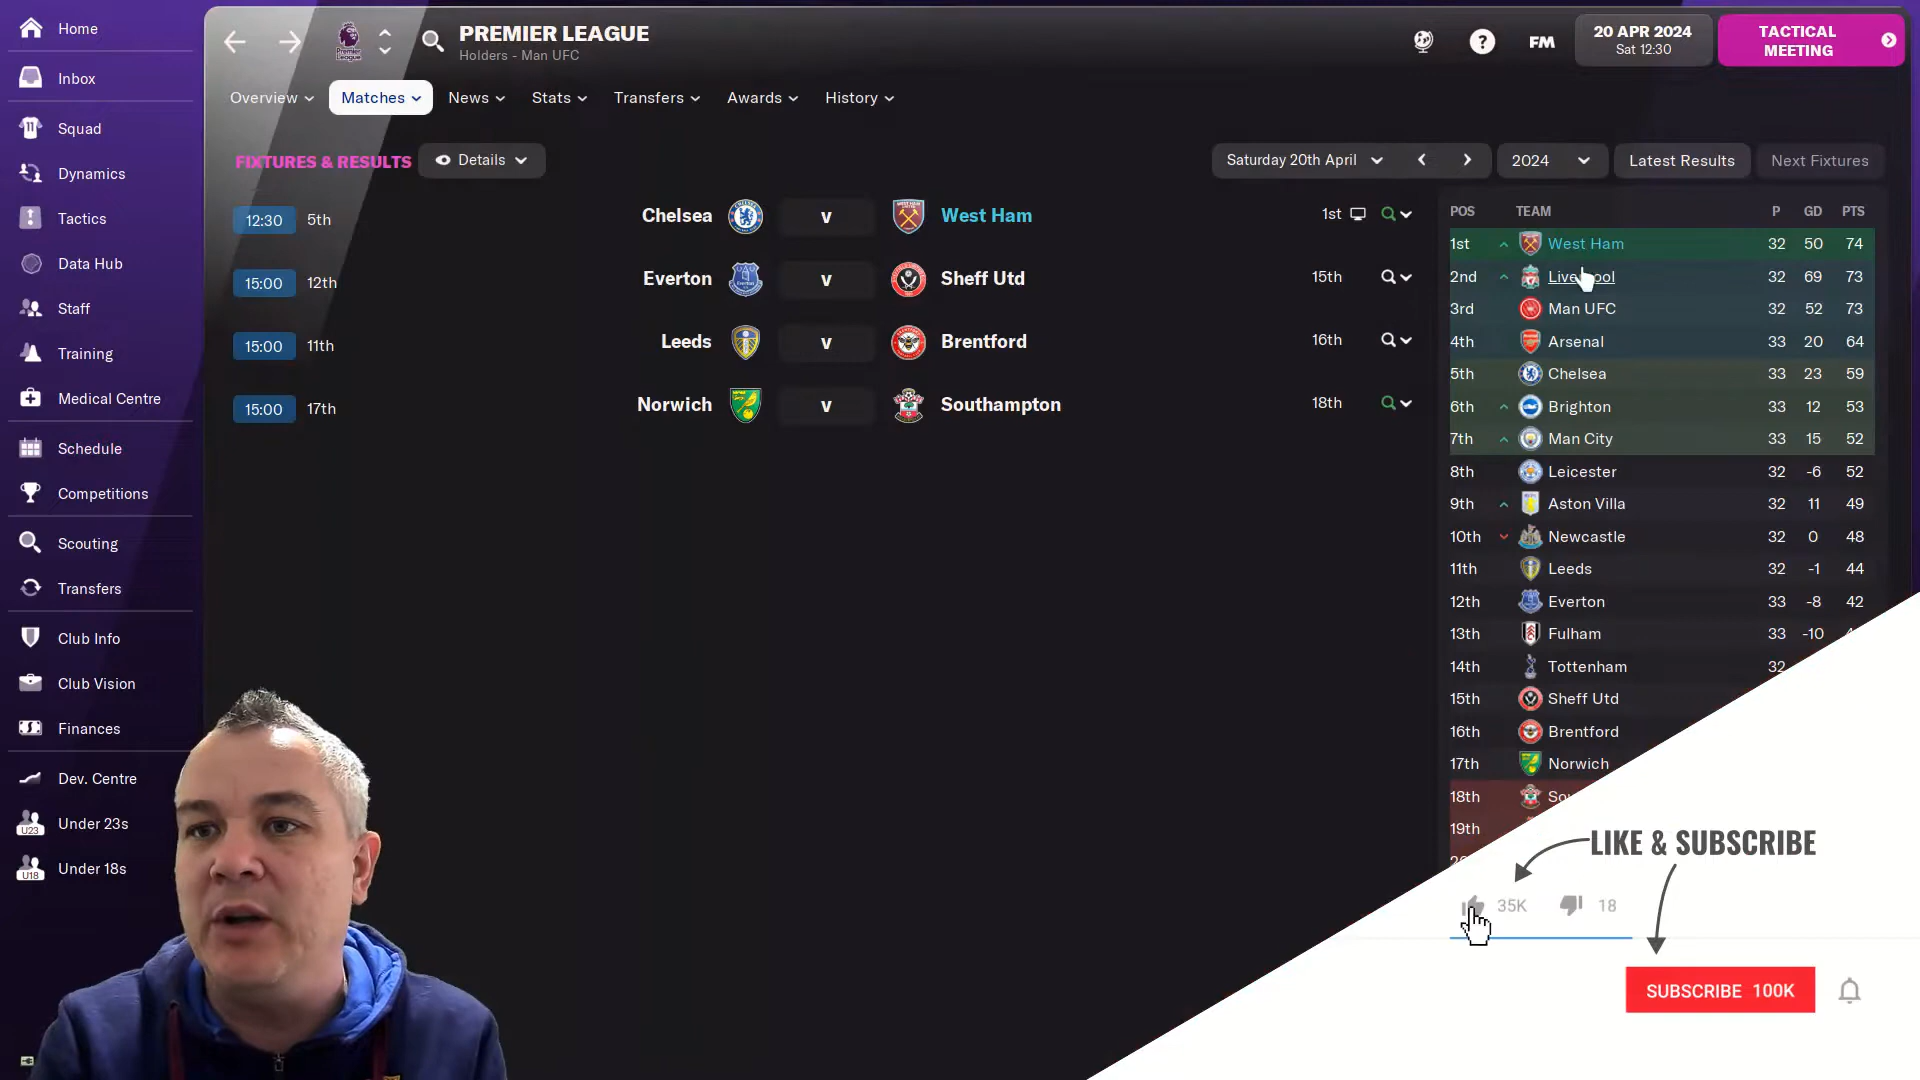 Home
Inbox
Squad
Dynamics
Tactics
Data Hub
Staff
Training
Medical Centre
Schedule
Competitions
Scouting
Transfers
Club Info
Club Vision
Finances
Dev. Centre
U23 Under 23s
U18 Under 18s
PREMIER LEAGUE
Holders - Man UFC
FM
20 APR 2024
Sat 12:30
TACTICAL
MEETING
Overview Matches News Stats Transfers Awards History
FIXTURES & RESULTS Details
Saturday 20th April 2024 Latest Results Next Fixtures
12:30 5th Chelsea v West Ham 1st
15:00 12th Everton v Sheff Utd 15th
15:00 11th Leeds v Brentford 16th
15:00 17th Norwich v Southampton 18th
POS TEAM P GD PTS
1st West Ham 32 50 74
2nd 32 69 73
3rd Man UFC 32 52 73
4th Arsenal 33 20 64
5th Chelsea 33 23 59
6th Brighton 33 12 53
7th Man City 33 15 52
8th Leicester 32 -6 52
9th Aston Villa 32 11 49
10th Newcastle 32 0 48
11th Leeds 32 -1 44
12th Everton 33 -8 42
13th Fulham 33 -10
14th Tottenham 32
15th Sheff Utd
16th Brentford
17th Norwich
18th
19th
LIKE & SUBSCRIBE
35K 18
SUBSCRIBE 100K